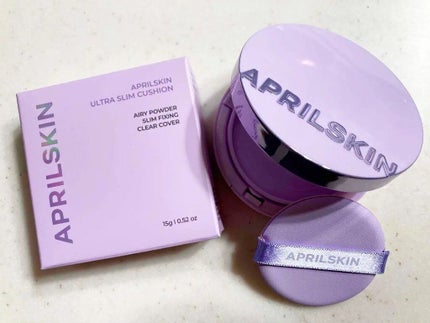 APRILSKIN
APRILSKIN
ULTRA SLIM CUSHION
AIRY POWDER
SLIM FIXING
CLEAR COVER
15g | 0.52 oz
APRILSKIN
APRILSKIN